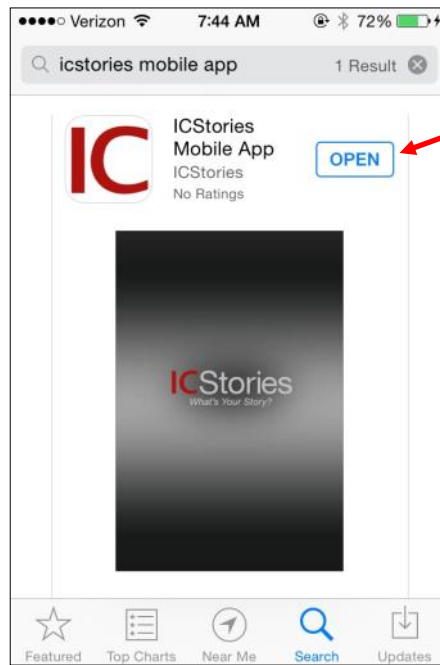 Verizon 7:44 AM 72%
icstories mobile app 1 Result
IC
ICStories
Mobile App
ICStories
No Ratings
OPEN
ICStories
What's Your Story?
Featured Top Charts Near Me Search Updates